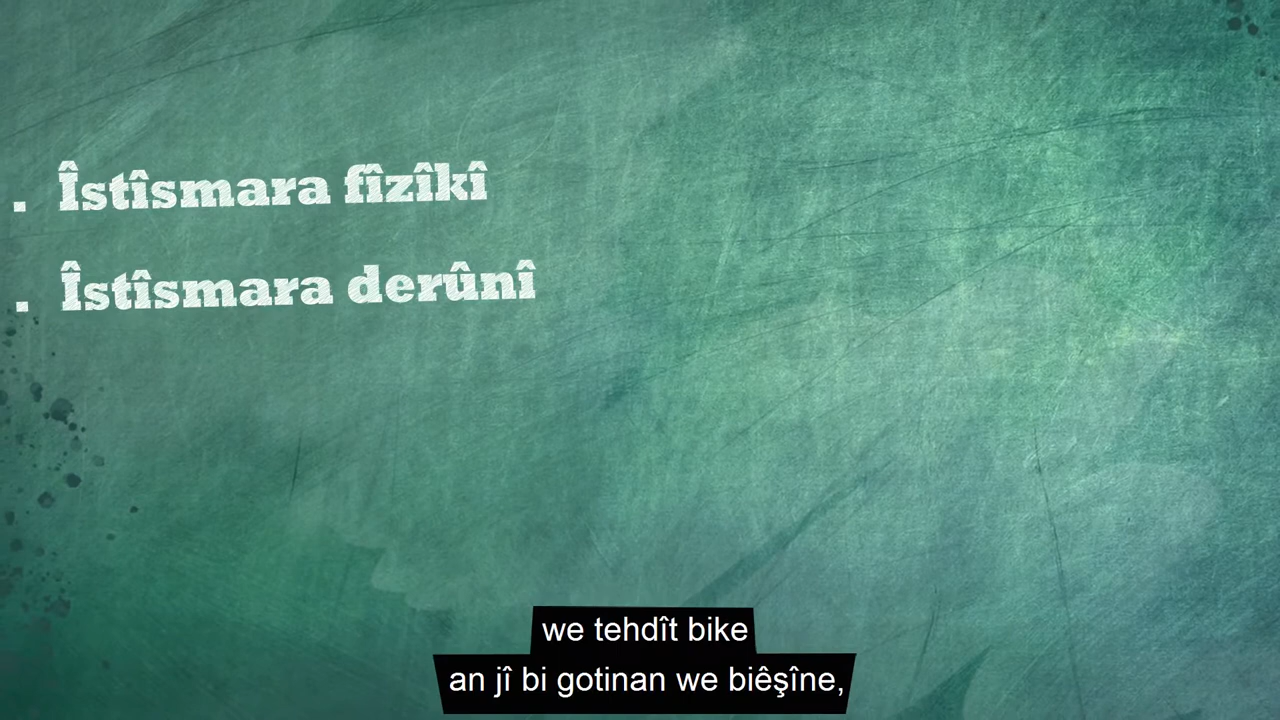 . Îstîsmara fîzîkî
. Îstîsmara derûnî
we tehdît bike
an jî bi gotinan we biêşîne,